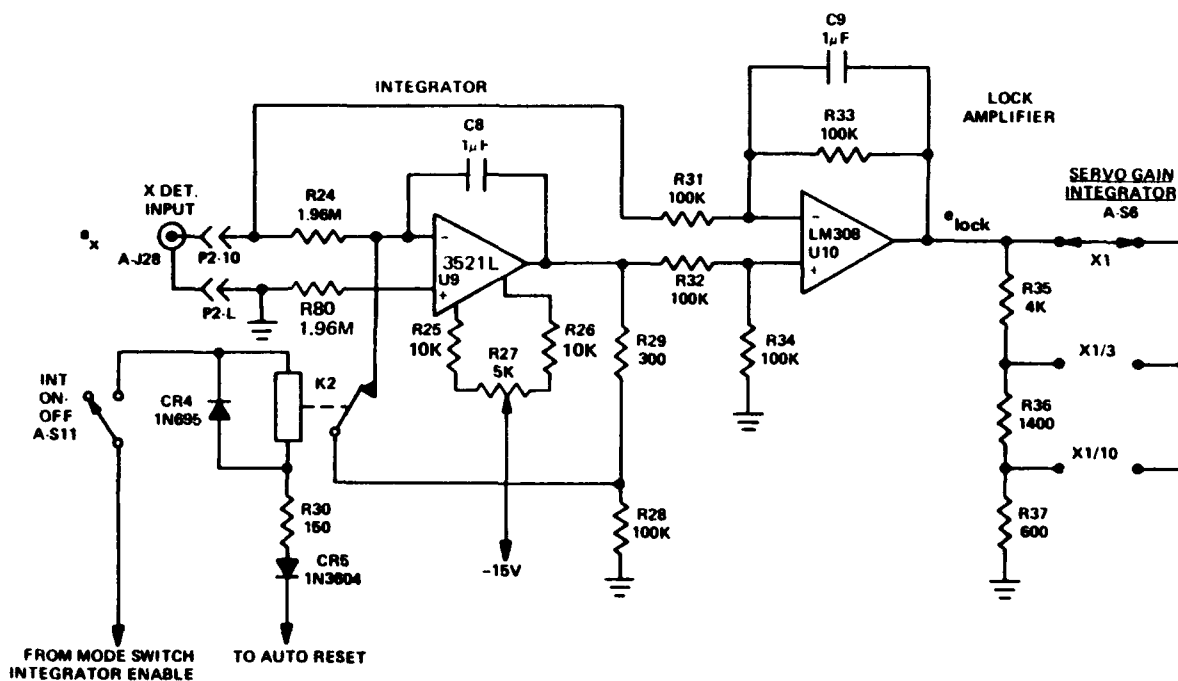 C9
1μF
INTEGRATOR
LOCK
AMPLIFIER
R33
100K
C8
1μF
R31
100K
SERVO GAIN
INTEGRATOR
A-S6
X DET.
INPUT
R24
1.96M
e_x
A-J28
P2-10
−
3521L
U9
+
−
LM308
U10
+
e_lock
X1
P2-L
R80
1.96M
R32
100K
R35
4K
R25
10K
R26
10K
R27
5K
R29
300
R34
100K
X1/3
INT
ON-
OFF
A-S11
CR4
1N695
K2
R36
1400
X1/10
R30
150
R28
100K
R37
600
CR5
1N3604
-15V
FROM MODE SWITCH
INTEGRATOR ENABLE
TO AUTO RESET